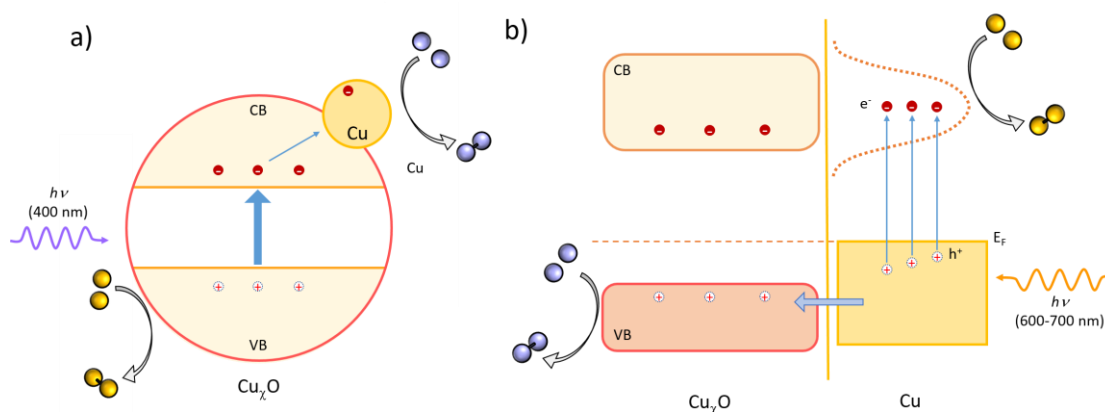 a)
CB
Cu
Cu
hν
(400 nm)
VB
CuχO
b)
CB
e-
EF
h+
hν
(600-700 nm)
VB
CuχO
Cu